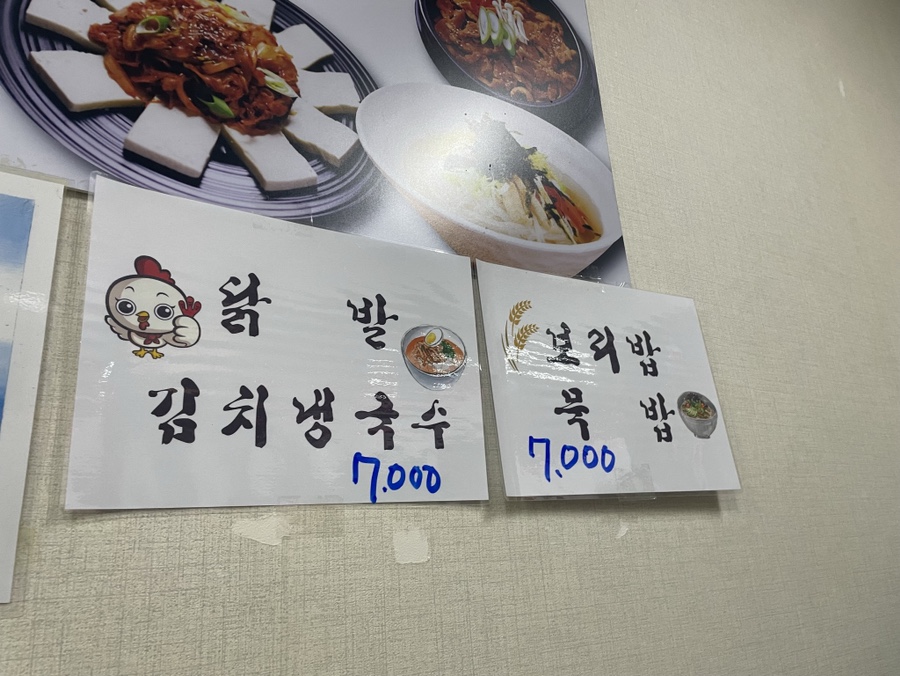 닭 발
김치냉국수
7.000
보리밥
묵 밥
7.000